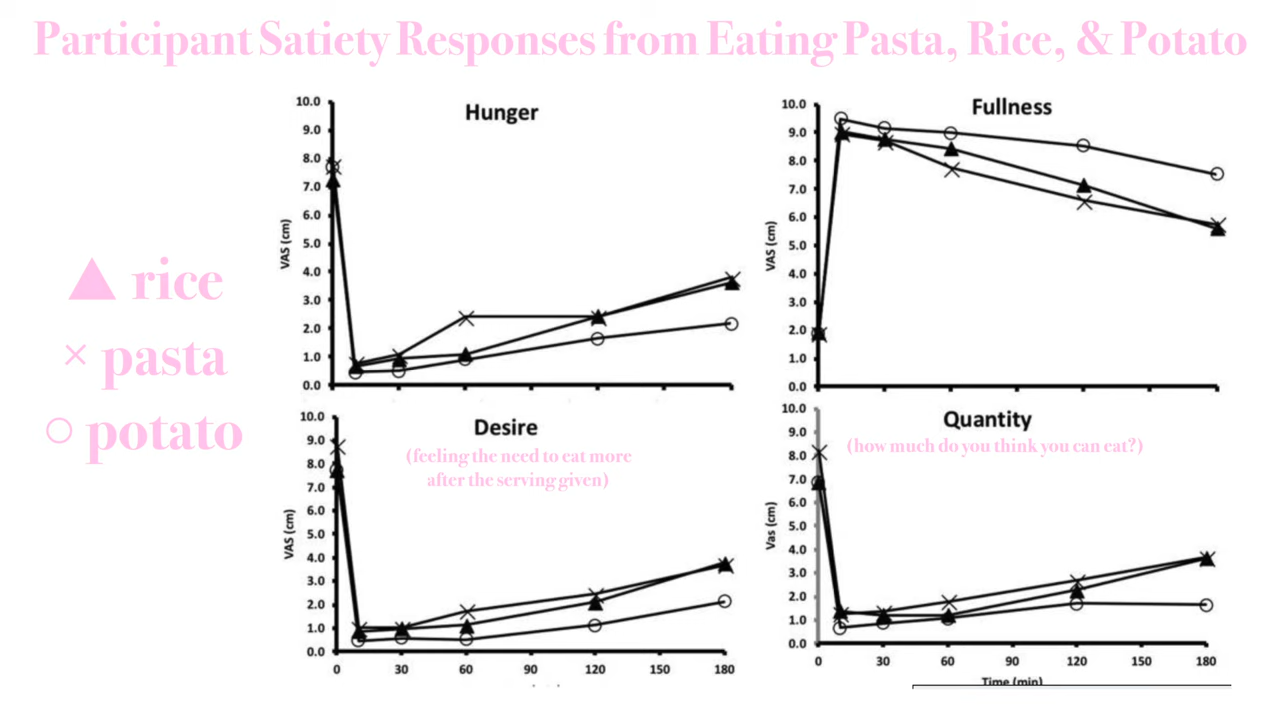 Participant Satiety Responses from Eating Pasta, Rice, & Potato
rice
pasta
potato
Hunger
VAS (cm)
10.0
9.0
8.0
7.0
6.0
5.0
4.0
3.0
2.0
1.0
0.0
Fullness
VAS (cm)
10.0
9.0
8.0
7.0
6.0
5.0
4.0
3.0
2.0
1.0
0.0
Desire
(feeling the need to eat more
after the serving given)
VAS (cm)
10.0
9.0
8.0
7.0
6.0
5.0
4.0
3.0
2.0
1.0
0.0
0 30 60 90 120 150 180
Quantity
(how much do you think you can eat?)
Vas (cm)
10.0
9.0
8.0
7.0
6.0
5.0
4.0
3.0
2.0
1.0
0.0
0 30 60 90 120 150 180
Time (min)